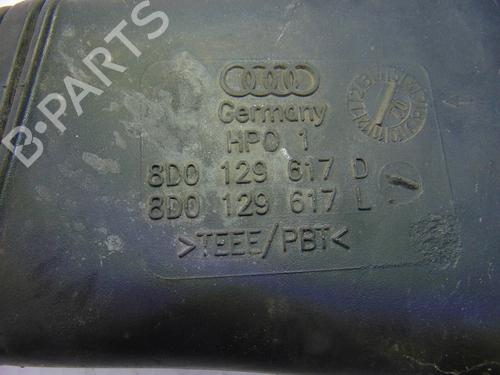 B-Parts
Germany
HPO 1
8D0 129 617 D
8D0 129 617 L
>TEEE/PBT<